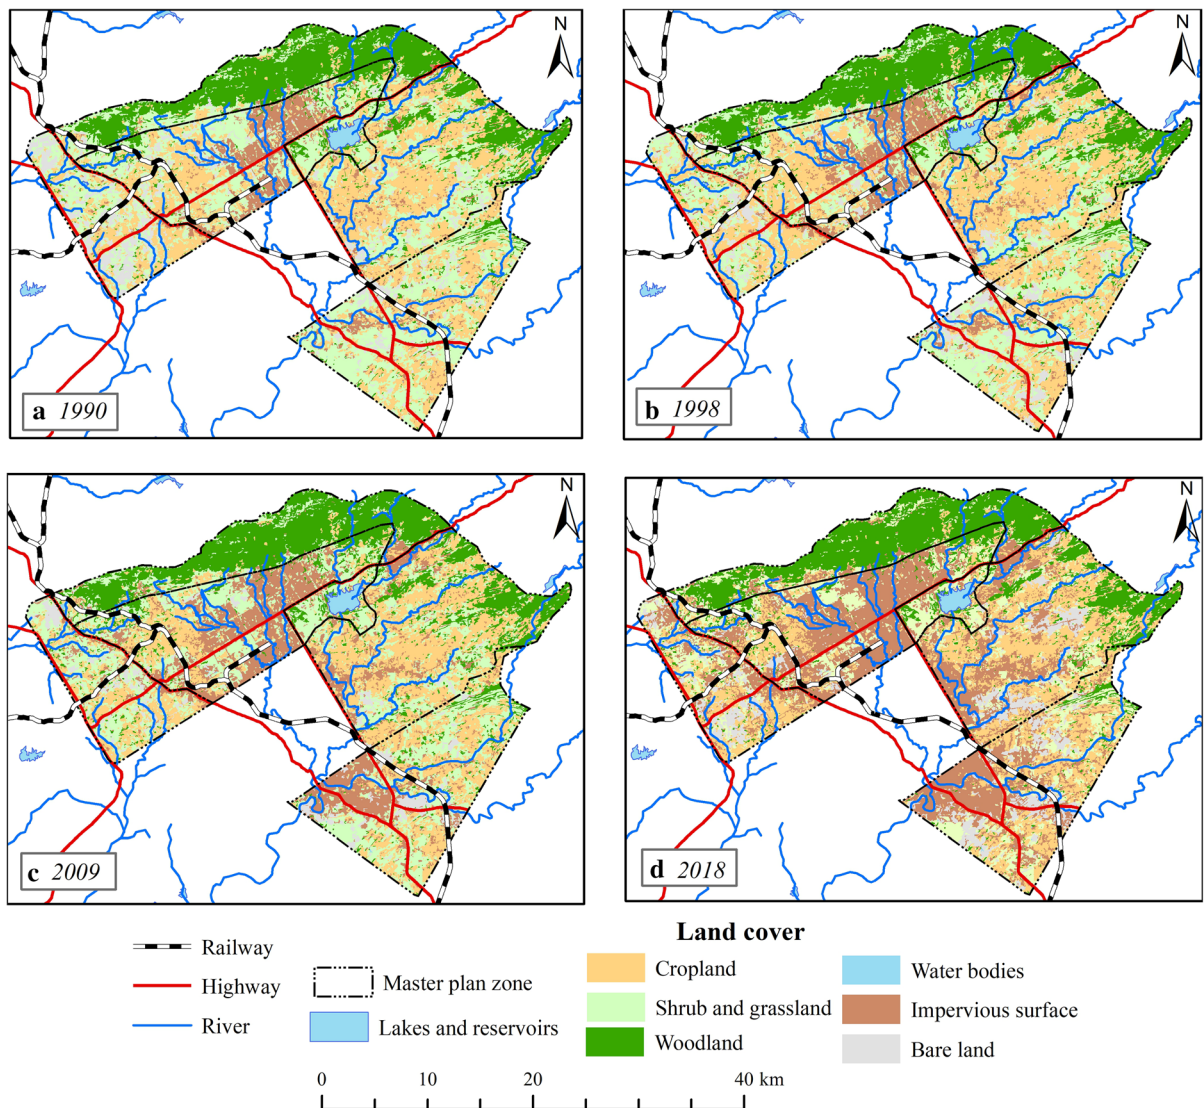 N
N
a 1990
b 1998
N
N
c 2009
d 2018
Land cover
Railway
Highway
River
Master plan zone
Lakes and reservoirs
Cropland
Shrub and grassland
Woodland
Water bodies
Impervious surface
Bare land
0 10 20 40 km